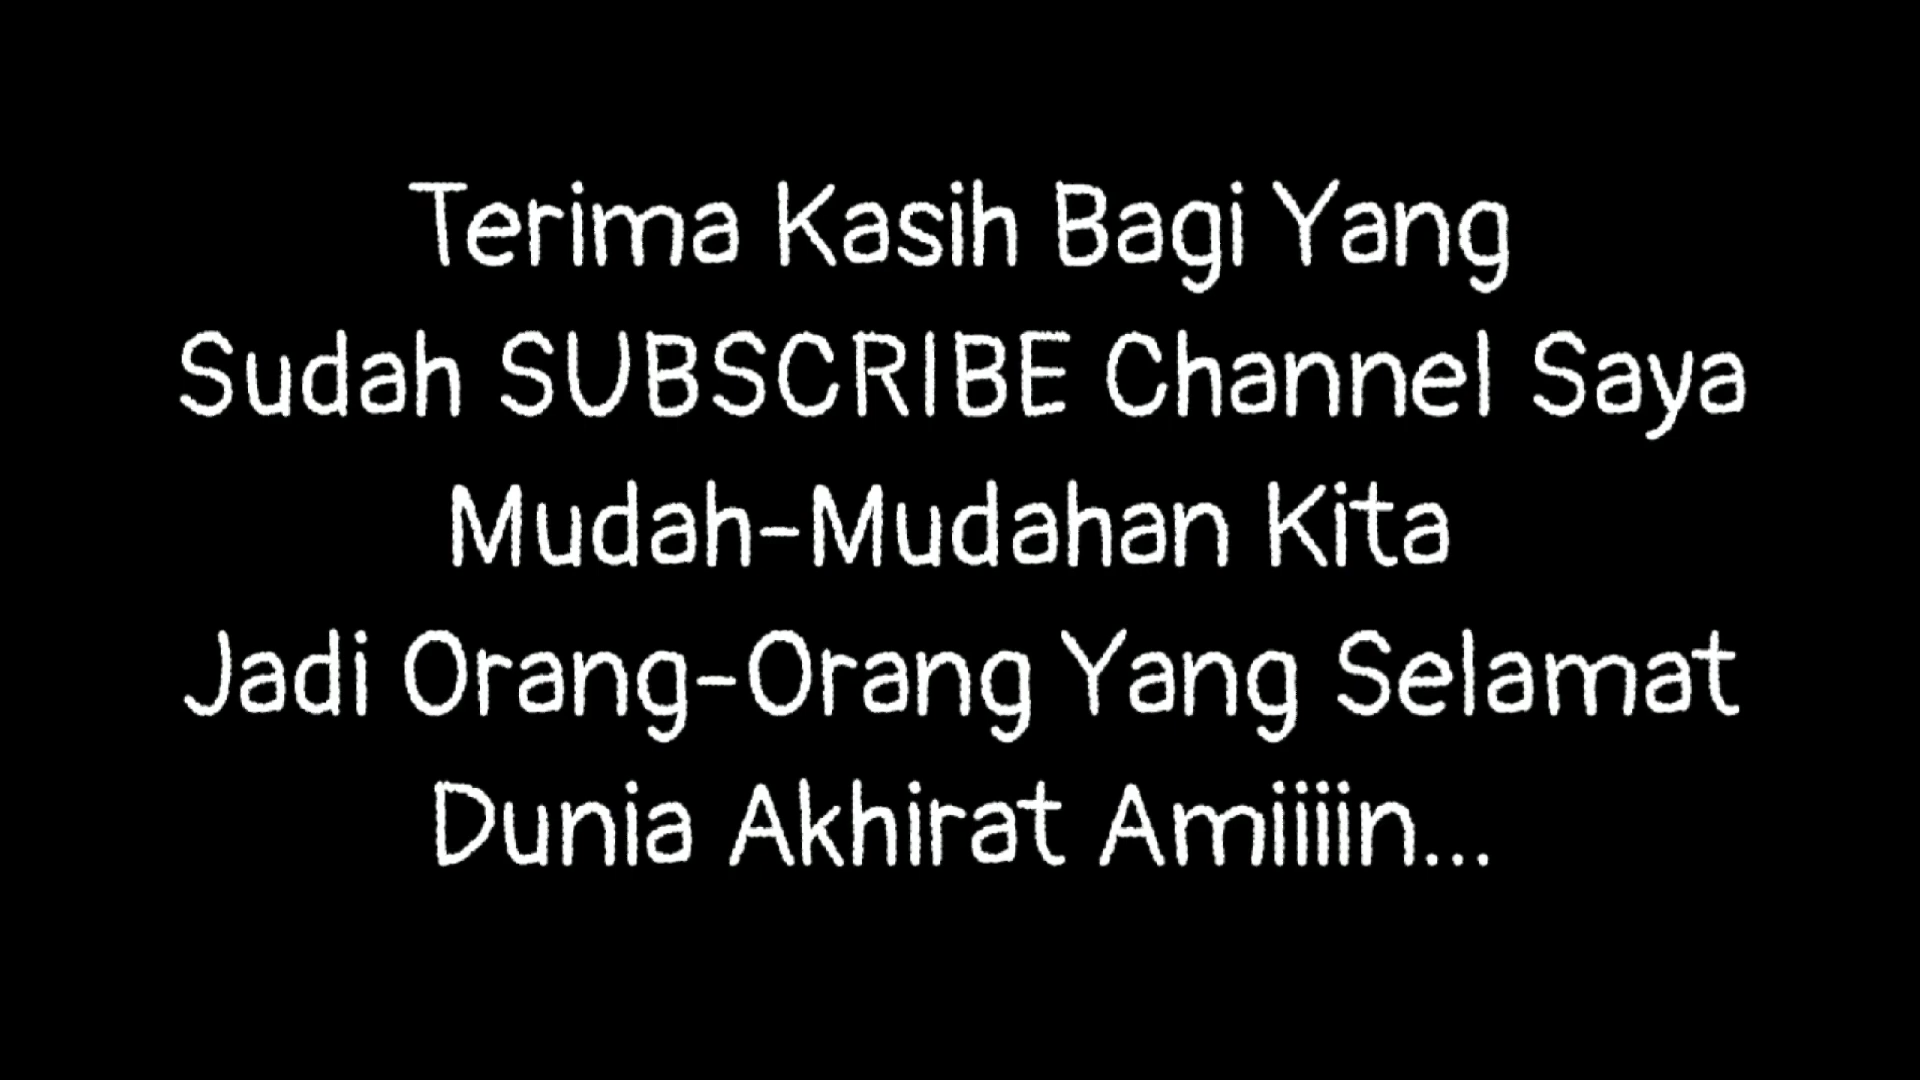 Terima Kasih Bagi Yang
Sudah SUBSCRIBE Channel Saya
Mudah-Mudahan Kita
Jadi Orang-Orang Yang Selamat
Dunia Akhirat Amiiiin...